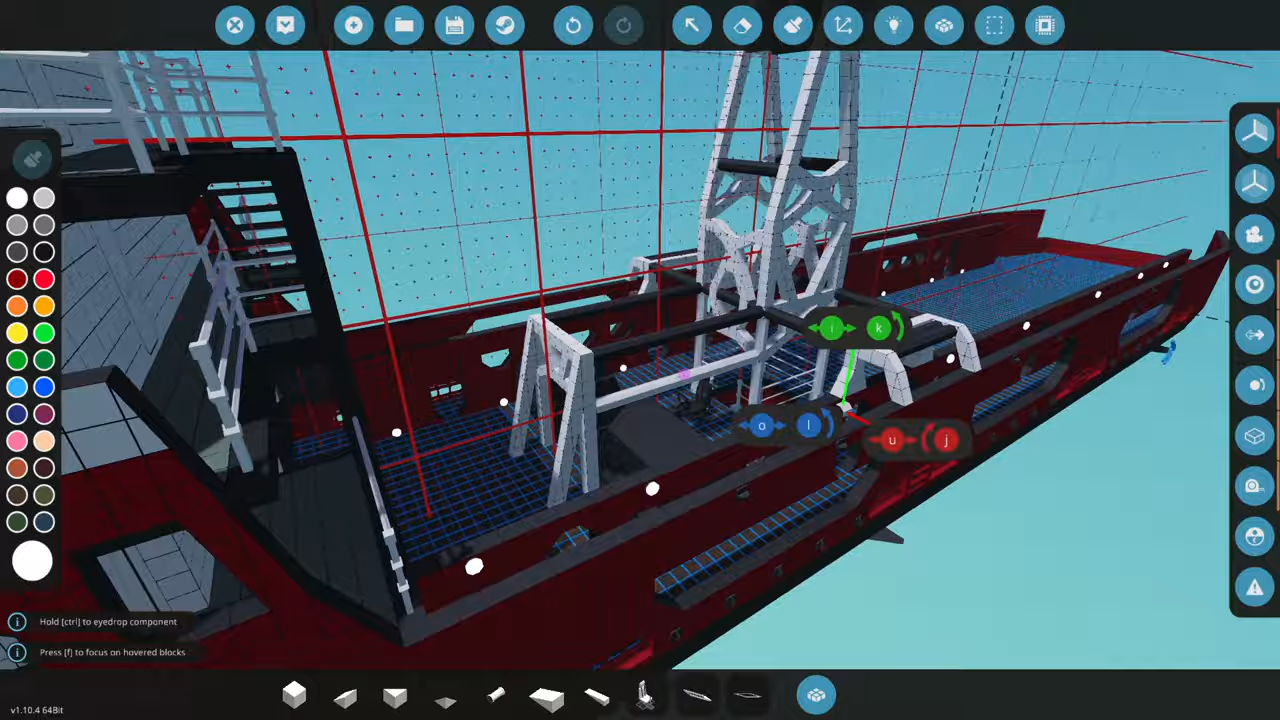 i k
o l
u j
Hold [ctrl] to eyedrop component
Press [f] to focus on hovered blocks
v1.10.4 64Bit